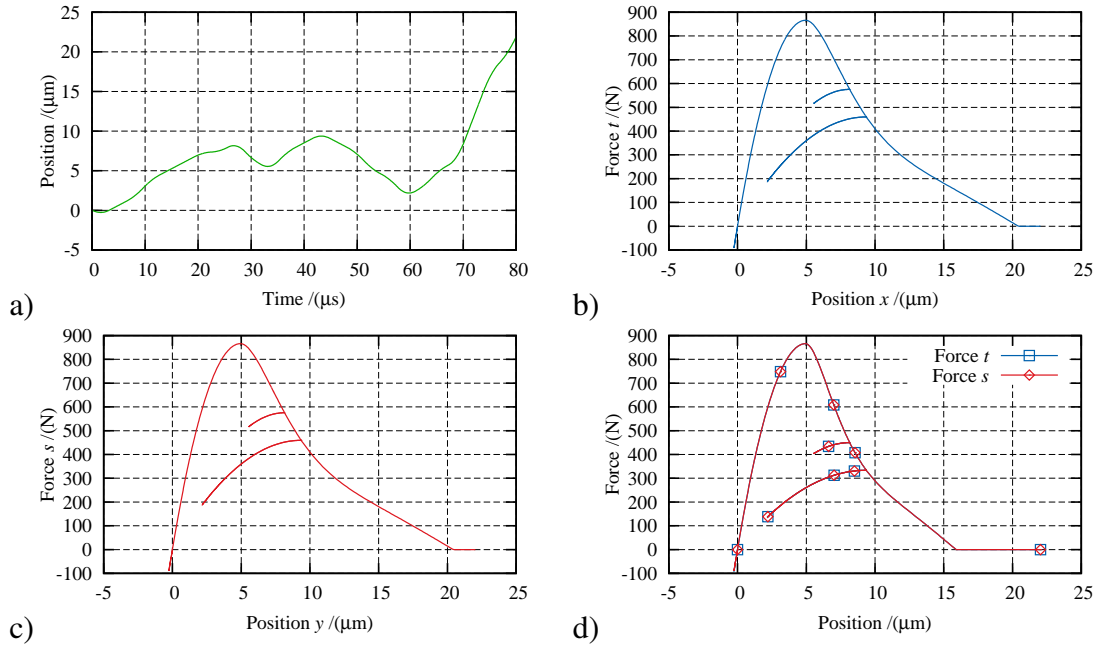 25
20
15
10
5
0
-5
0 10 20 30 40 50 60 70 80
Position /(μm)
Time /(μs)
a)
900
800
700
600
500
400
300
200
100
0
-100
-5 0 5 10 15 20 25
Force t /(N)
Position x /(μm)
b)
900
800
700
600
500
400
300
200
100
0
-100
-5 0 5 10 15 20 25
Force s /(N)
Position y /(μm)
c)
900
800
700
600
500
400
300
200
100
0
-100
-5 0 5 10 15 20 25
Force /(N)
Position /(μm)
Force t
Force s
d)